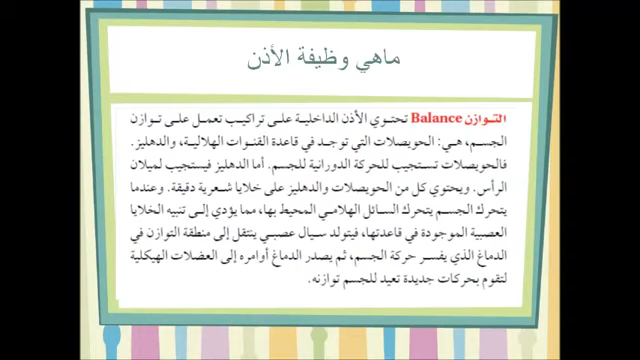 ماهي وظيفة الأذن
التوازن Balance تحتوي الأذن الداخلية على تراكيب تعمل على توازن
الجسم، هي: الحويصلات التي توجد في قاعدة القنوات الهلالية، والدهليز.
فالحويصلات تستجيب للحركة الدورانية للجسم. أما الدهليز فيستجيب لميلان
الرأس. ويحتوي كل من الحويصلات والدهليز على خلايا شعرية دقيقة. وعندما
يتحرك الجسم يتحرك السائل الهلامي المحيط بها، مما يؤدي إلى تنبيه الخلايا
العصبية الموجودة في قاعدتها، فيتولد سيال عصبي ينتقل إلى منطقة التوازن في
الدماغ الذي يفسر حركة الجسم، ثم يصدر الدماغ أوامره إلى العضلات الهيكلية
لتقوم بحركات جديدة تعيد للجسم توازنه.